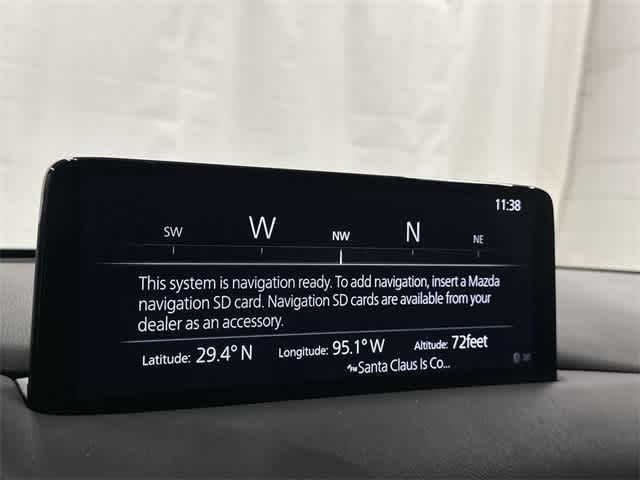 11:38
SW W NW N NE
This system is navigation ready. To add navigation, insert a Mazda
navigation SD card. Navigation SD cards are available from your
dealer as an accessory.
Latitude: 29.4° N Longitude: 95.1° W Altitude: 72feet
Santa Claus Is Co...